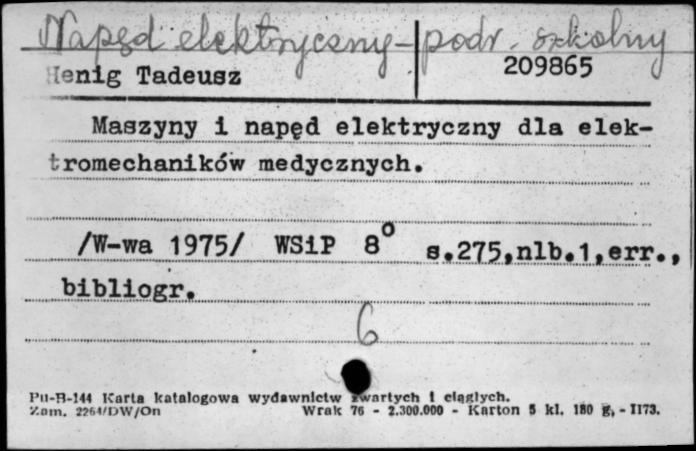 Napęd elektryczny - podr. szkolny
Henig Tadeusz 209865
Maszyny i napęd elektryczny dla elek-
tromechaników medycznych.
/W-wa 1975/ WSiP 8° s.275,nlb.1,err.,
bibliogr.
6
Pu-B-144 Karta katalogowa wydawnictw zwartych i ciągłych.
Zam. 2264/DW/On Wrak 76 - 2.300.000 - Karton 5 kl. 180 g, - II73.